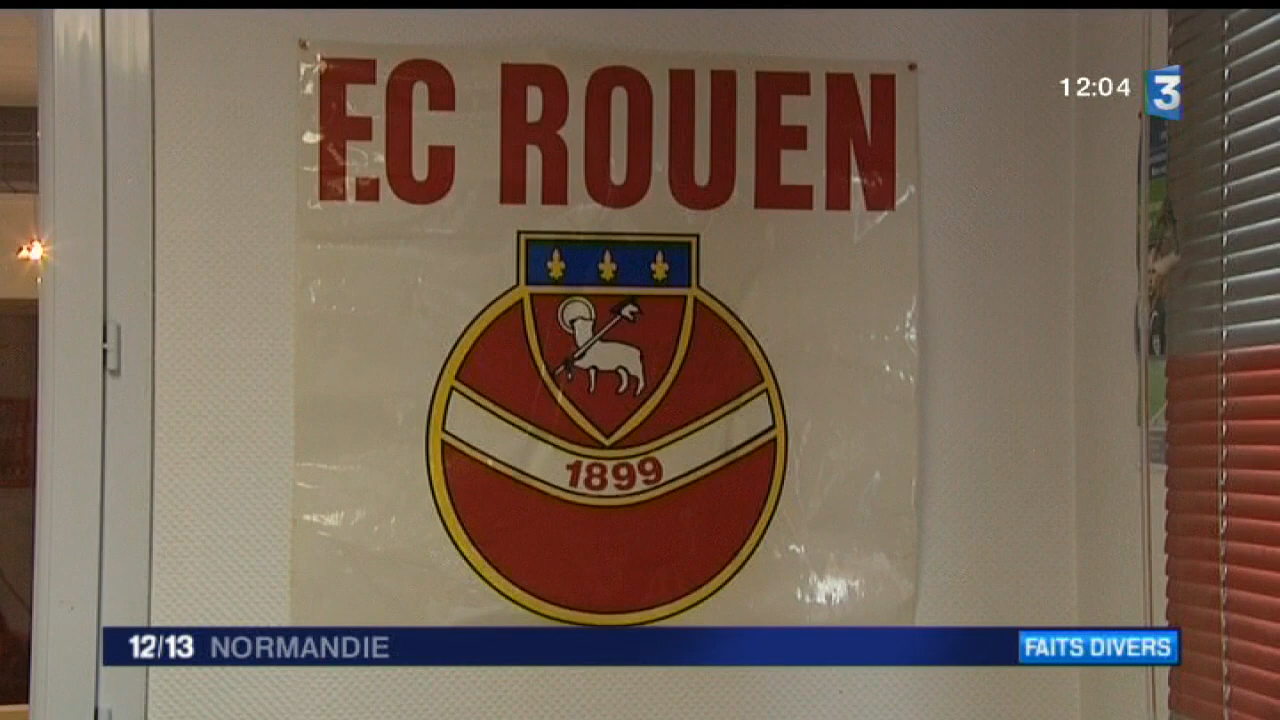 F.C ROUEN
12:04 3
1899
12/13 NORMANDIE
FAITS DIVERS